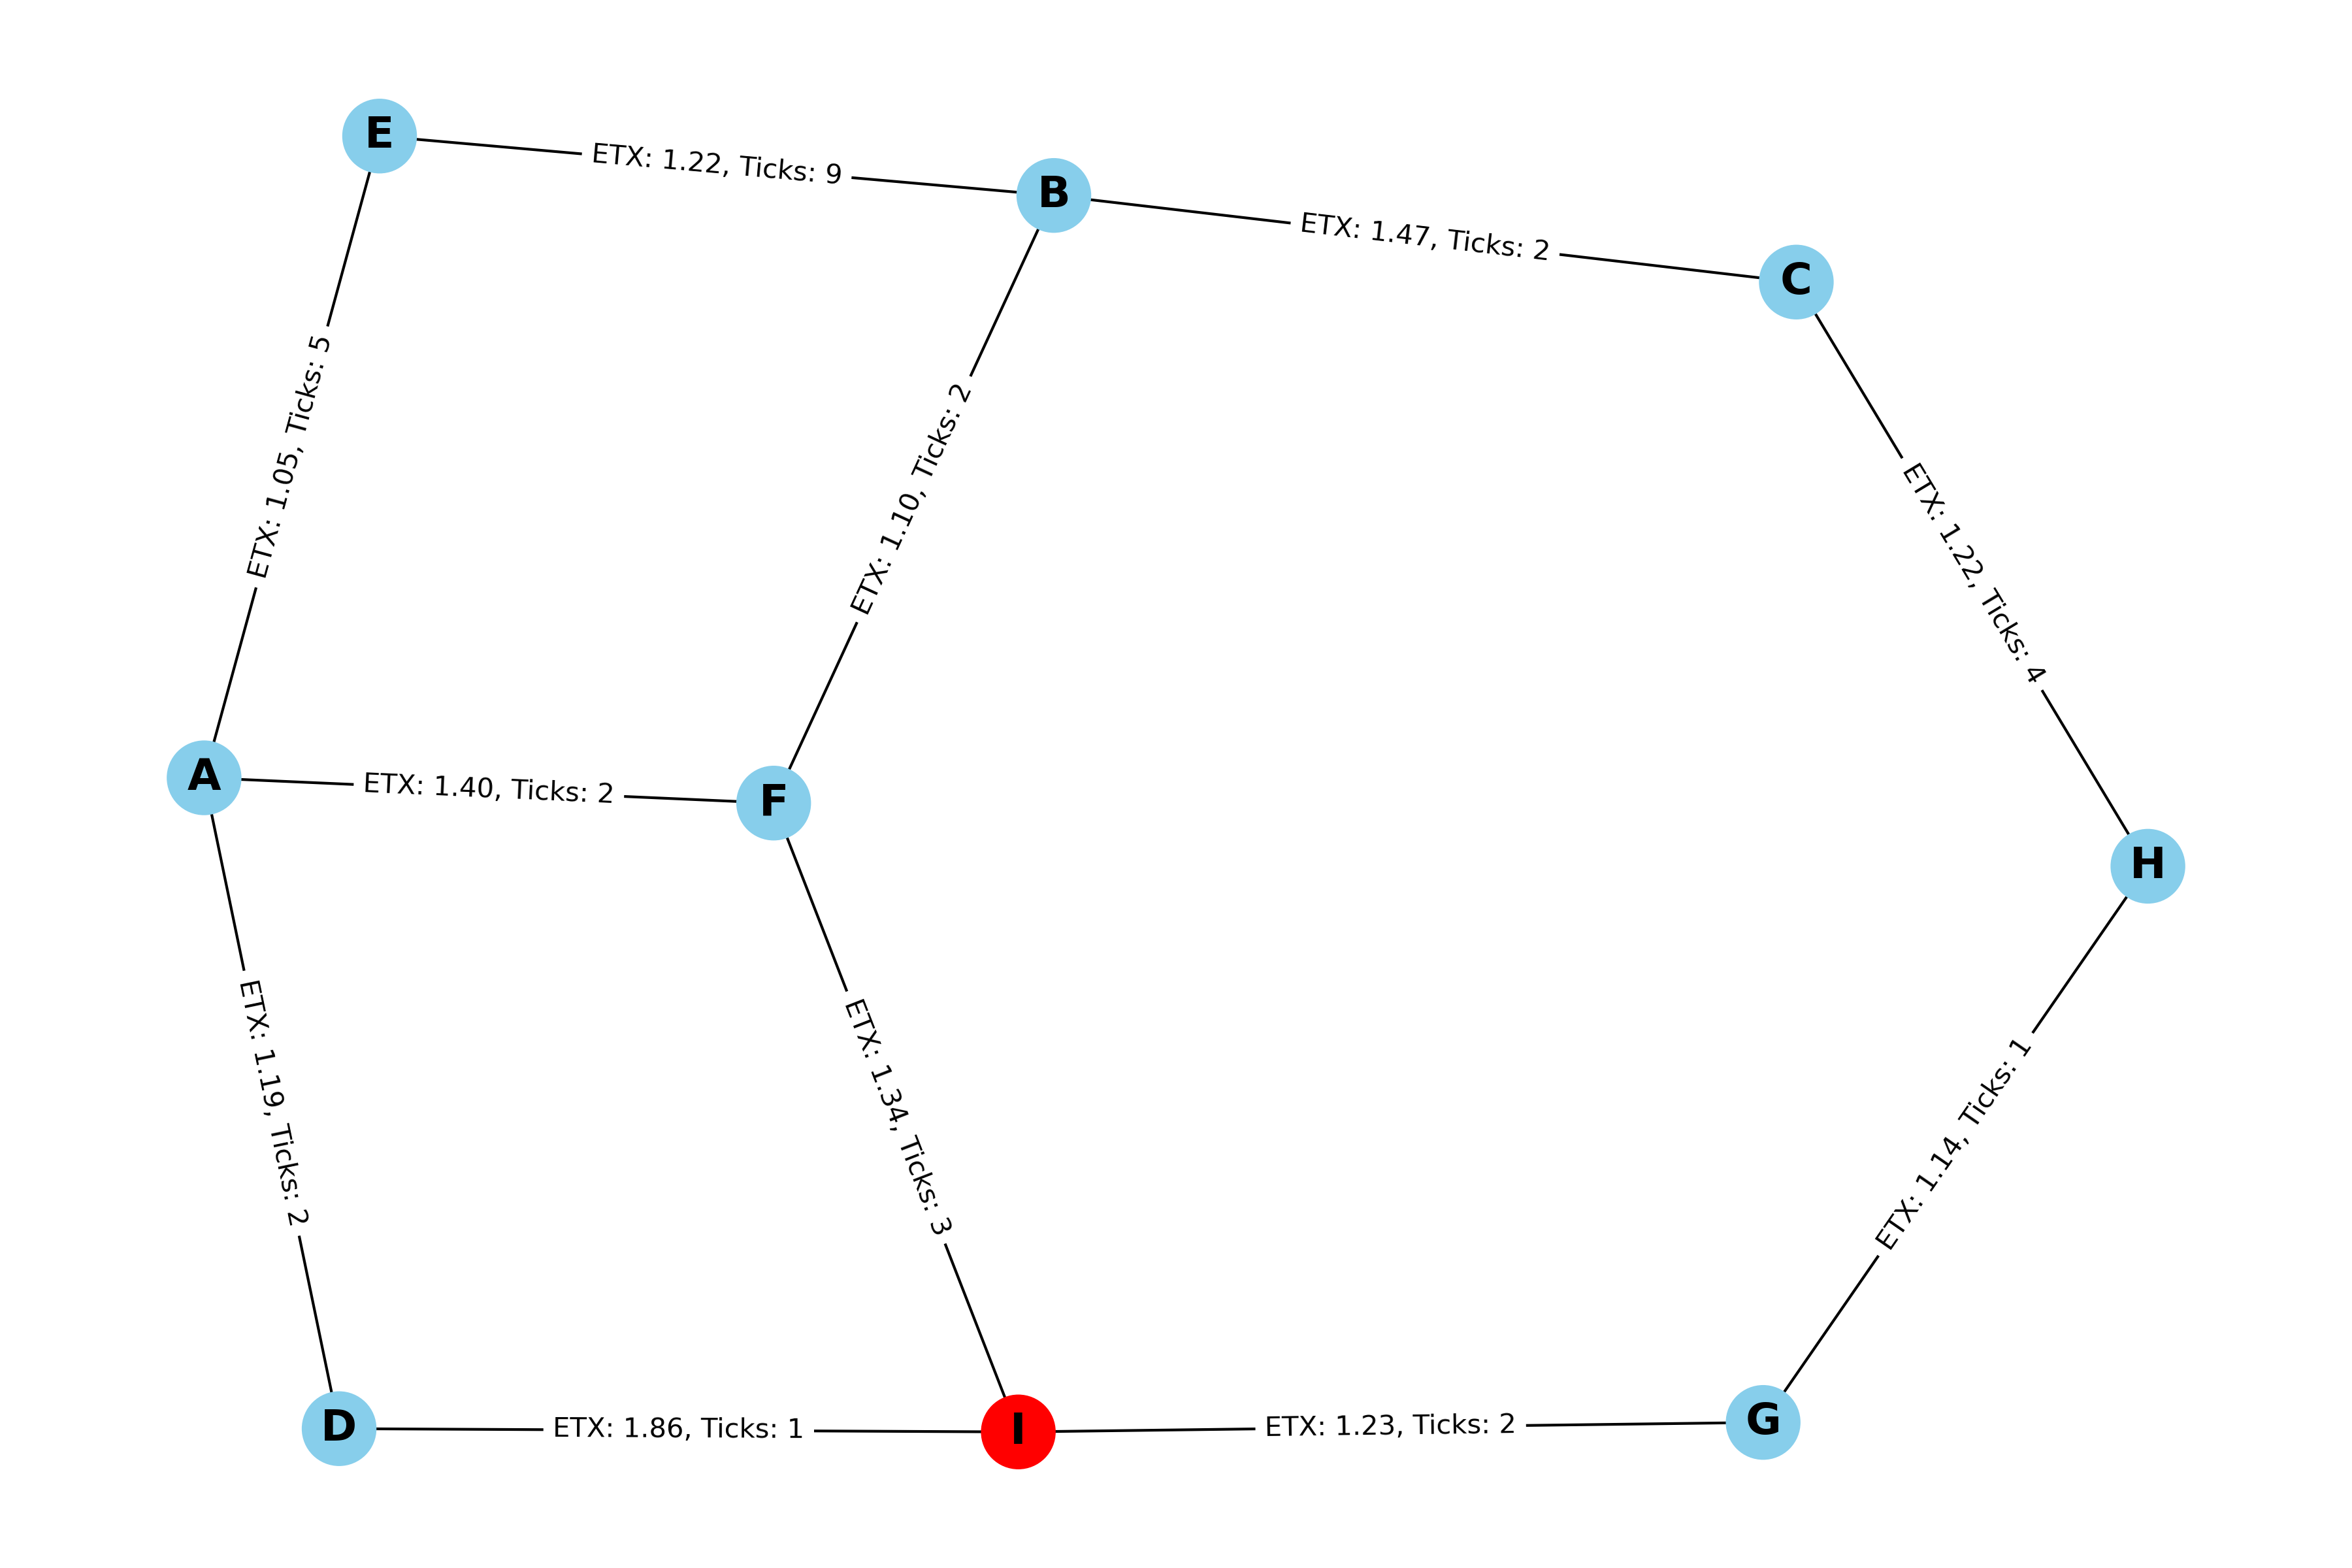 E
ETX: 1.22, Ticks: 9
B
ETX: 1.47, Ticks: 2
C
ETX: 1.05, Ticks: 5
ETX: 1.10, Ticks: 2
ETX: 1.22, Ticks: 4
A
ETX: 1.40, Ticks: 2
F
H
ETX: 1.19, Ticks: 2
ETX: 1.34, Ticks: 3
ETX: 1.14, Ticks: 1
D
ETX: 1.86, Ticks: 1
I
ETX: 1.23, Ticks: 2
G